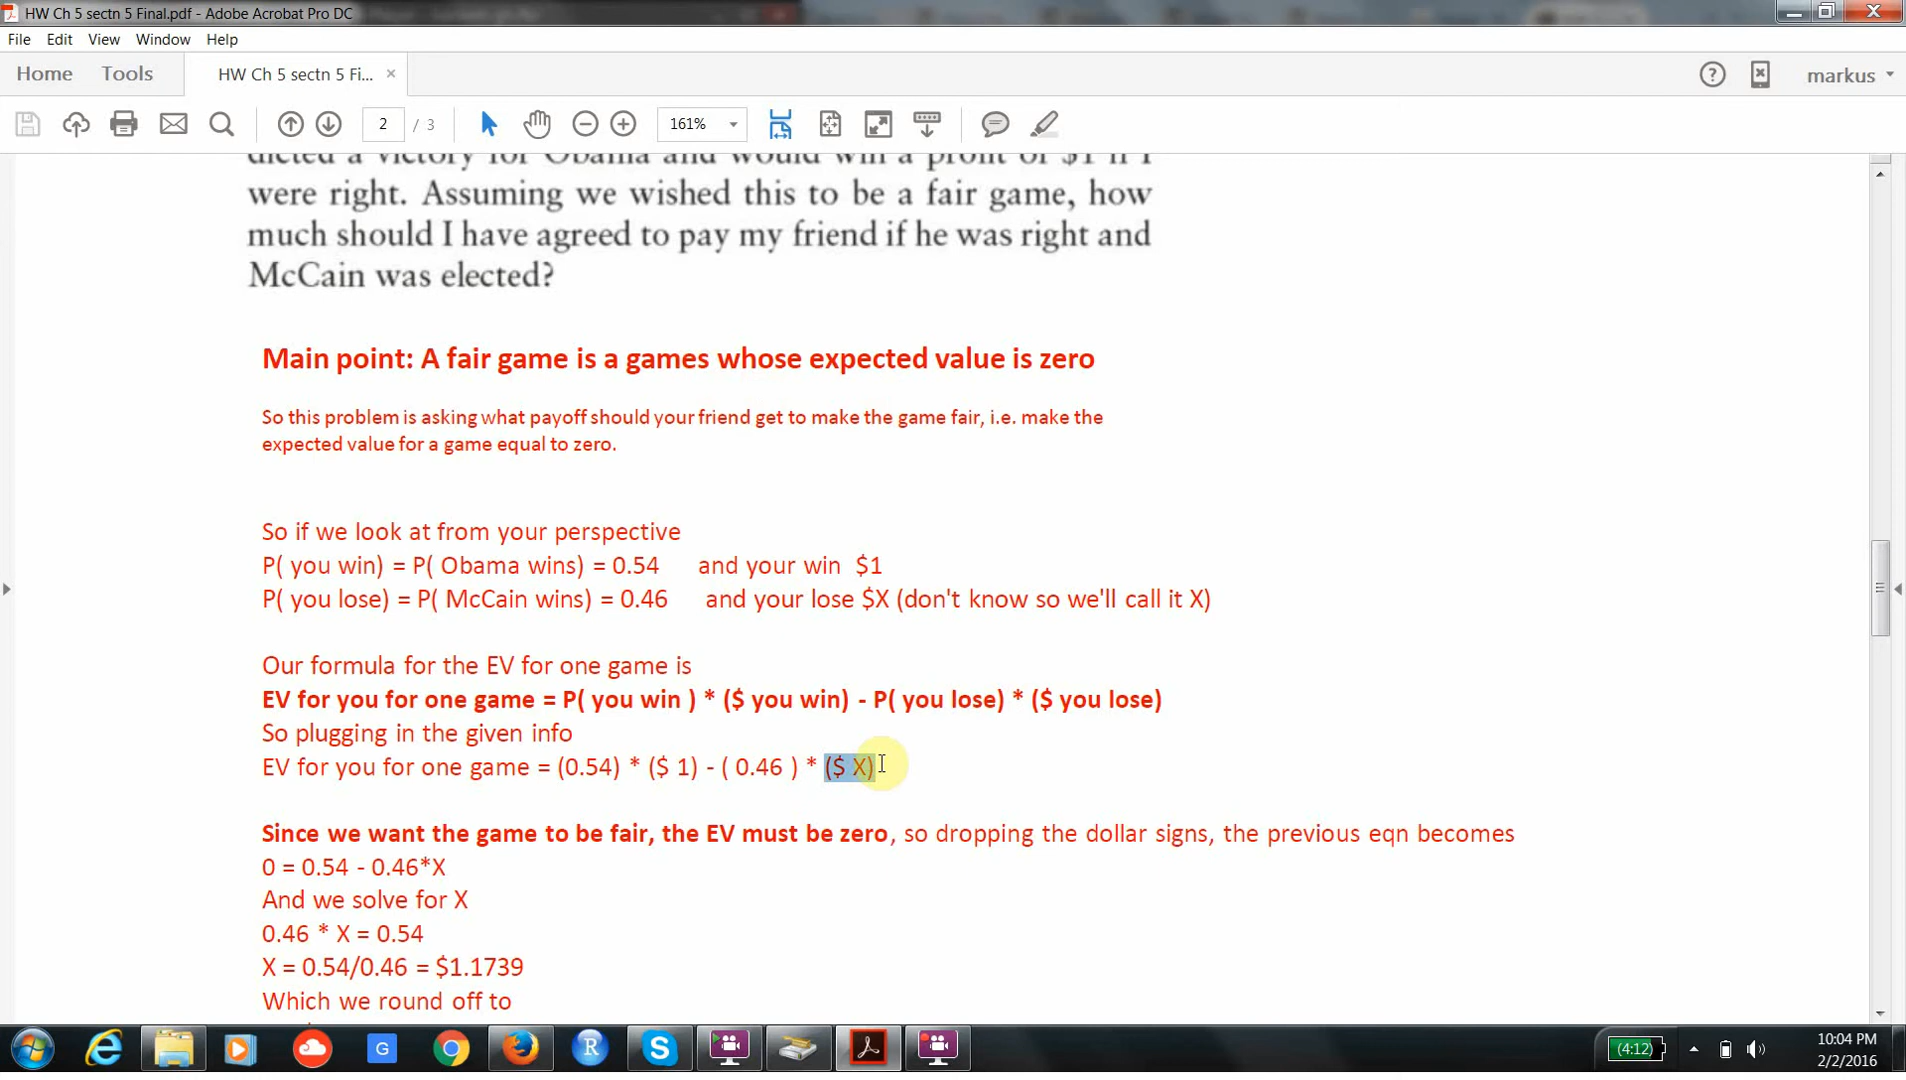 HW Ch 5 sectn 5 Final.pdf - Adobe Acrobat Pro DC
File Edit View Window Help
Home Tools HW Ch 5 sectn 5 Fi... × ? markus
2 / 3 161%
dicted a victory for Obama and would win a profit of $1 if I
were right. Assuming we wished this to be a fair game, how
much should I have agreed to pay my friend if he was right and
McCain was elected?
Main point: A fair game is a games whose expected value is zero
So this problem is asking what payoff should your friend get to make the game fair, i.e. make the
expected value for a game equal to zero.
So if we look at from your perspective
P( you win) = P( Obama wins) = 0.54 and your win $1
P( you lose) = P( McCain wins) = 0.46 and your lose $X (don't know so we'll call it X)
Our formula for the EV for one game is
EV for you for one game = P( you win ) * ($ you win) - P( you lose) * ($ you lose)
So plugging in the given info
EV for you for one game = (0.54) * ($ 1) - ( 0.46 ) * ($ X)
Since we want the game to be fair, the EV must be zero, so dropping the dollar signs, the previous eqn becomes
0 = 0.54 - 0.46*X
And we solve for X
0.46 * X = 0.54
X = 0.54/0.46 = $1.1739
Which we round off to
G R S (4:12) 10:04 PM
2/2/2016